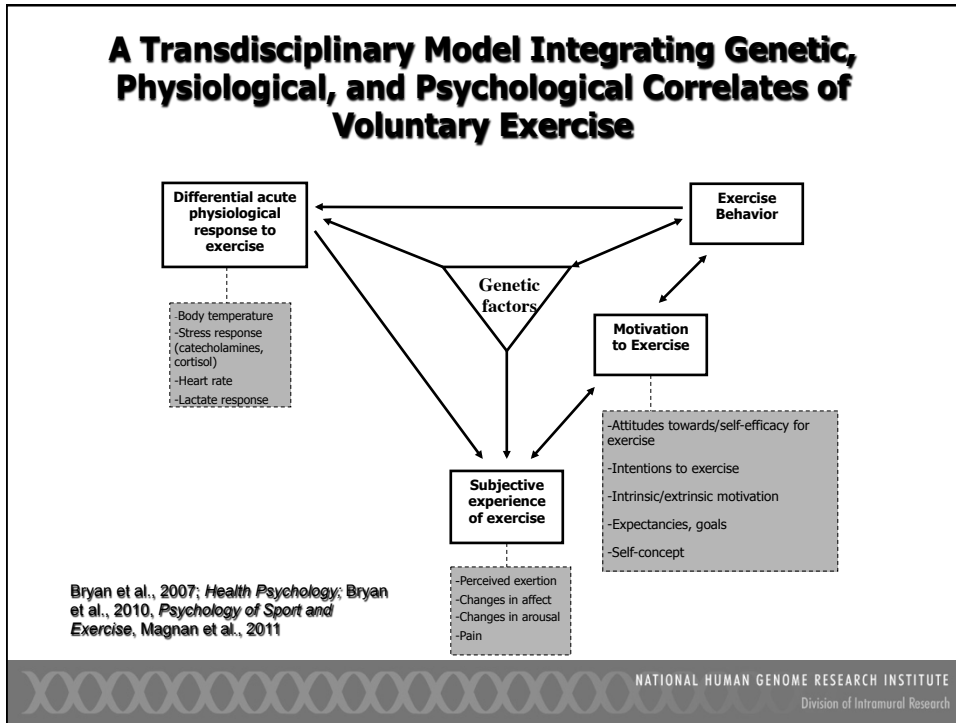 A Transdisciplinary Model Integrating Genetic,
Physiological, and Psychological Correlates of
Voluntary Exercise
Differential acute
physiological
response to
exercise
Exercise
Behavior
Genetic
factors
-Body temperature
-Stress response
(catecholamines,
cortisol)
-Heart rate
-Lactate response
Motivation
to Exercise
-Attitudes towards/self-efficacy for
exercise
-Intentions to exercise
-Intrinsic/extrinsic motivation
-Expectancies, goals
-Self-concept
Subjective
experience
of exercise
-Perceived exertion
-Changes in affect
-Changes in arousal
-Pain
Bryan et al., 2007; Health Psychology; Bryan
et al., 2010, Psychology of Sport and
Exercise, Magnan et al., 2011
NATIONAL HUMAN GENOME RESEARCH INSTITUTE
Division of Intramural Research